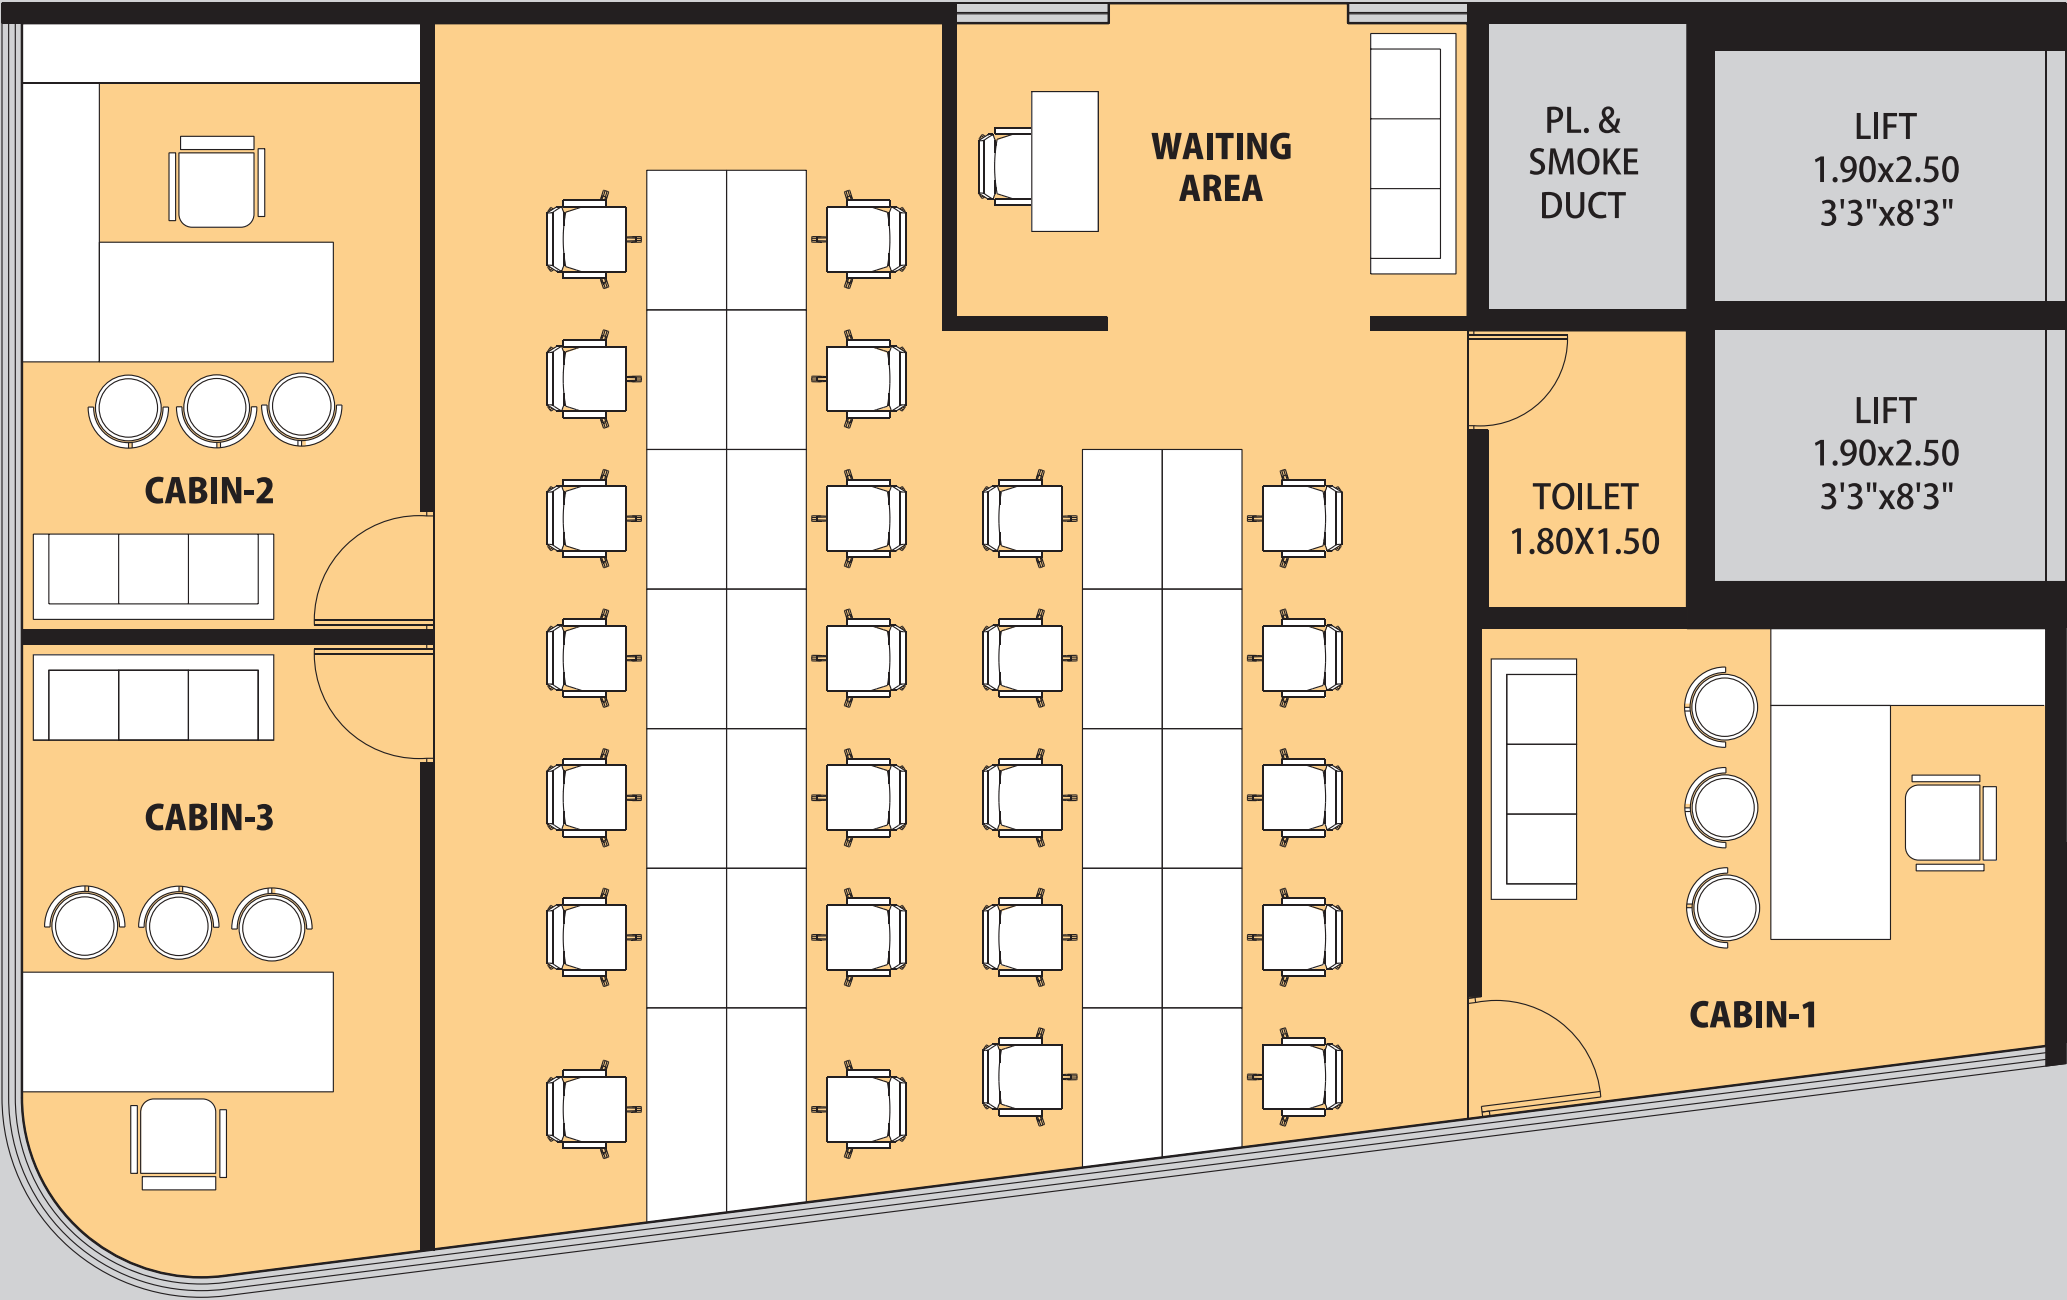 WAITING
AREA
PL. &
SMOKE
DUCT
LIFT
1.90x2.50
3'3"x8'3"
LIFT
1.90x2.50
3'3"x8'3"
CABIN-2
TOILET
1.80X1.50
CABIN-3
CABIN-1